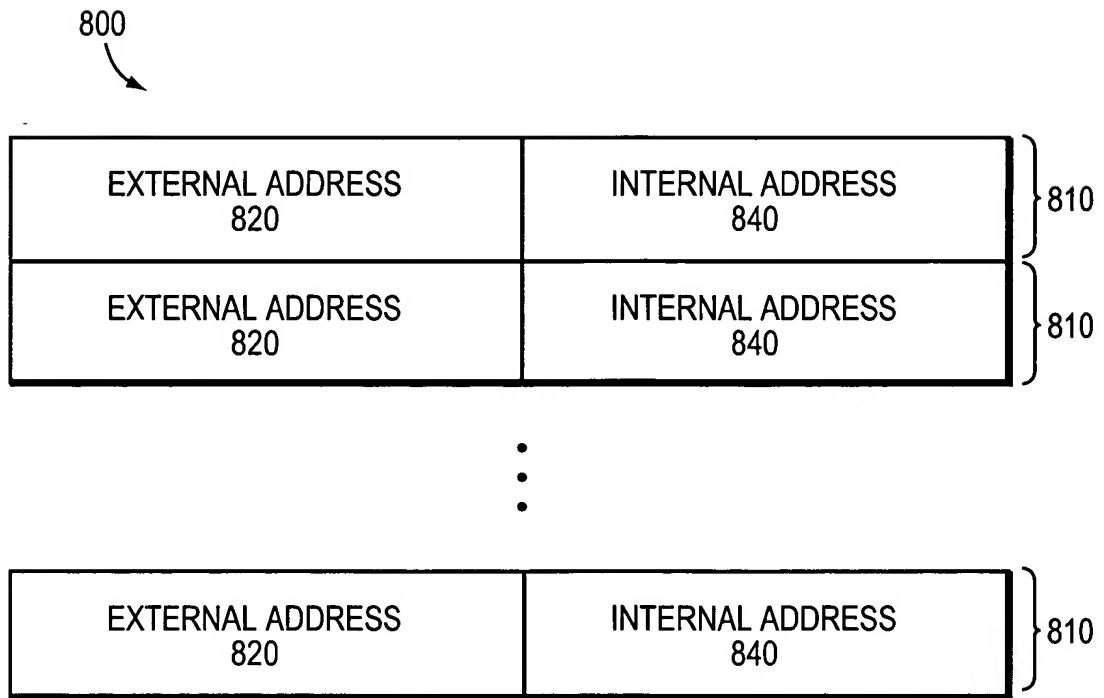 800
EXTERNAL ADDRESS
820
INTERNAL ADDRESS
840
810
EXTERNAL ADDRESS
820
INTERNAL ADDRESS
840
810
EXTERNAL ADDRESS
820
INTERNAL ADDRESS
840
810